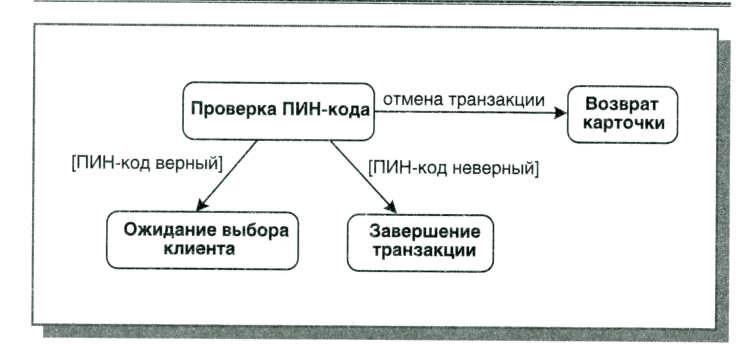 Проверка ПИН-кода
отмена транзакции
Возврат
карточки
[ПИН-код верный]
[ПИН-код неверный]
Ожидание выбора
клиента
Завершение
транзакции